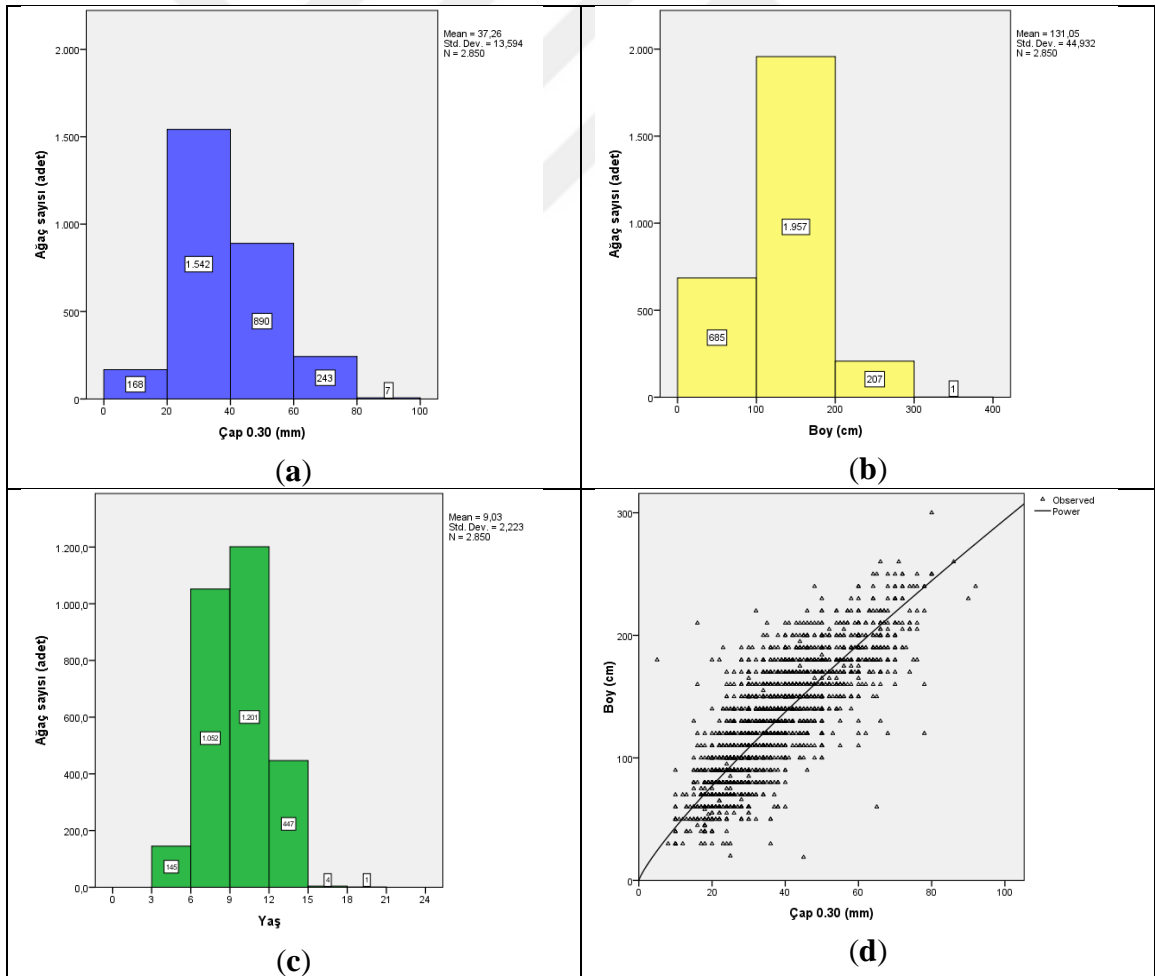 Mean = 37,26
Std. Dev. = 13,594
N = 2.850
2.000
1.500
1.000
500
0
Ağaç sayısı (adet)
168
1.542
890
243
7
0 20 40 60 80 100
Çap 0.30 (mm)
(a)
Mean = 131,05
Std. Dev. = 44,932
N = 2.850
2.000
1.500
1.000
500
0
Ağaç sayısı (adet)
685
1.957
207
1
0 100 200 300 400
Boy (cm)
(b)
Mean = 9,03
Std. Dev. = 2,223
N = 2.850
1.200,0
1.000,0
800,0
600,0
400,0
200,0
0,0
Ağaç sayısı (adet)
145
1.052
1.201
447
4
1
0 3 6 9 12 15 18 21 24
Yaş
(c)
Observed
Power
300
200
100
0
Boy (cm)
0 20 40 60 80 100
Çap 0.30 (mm)
(d)